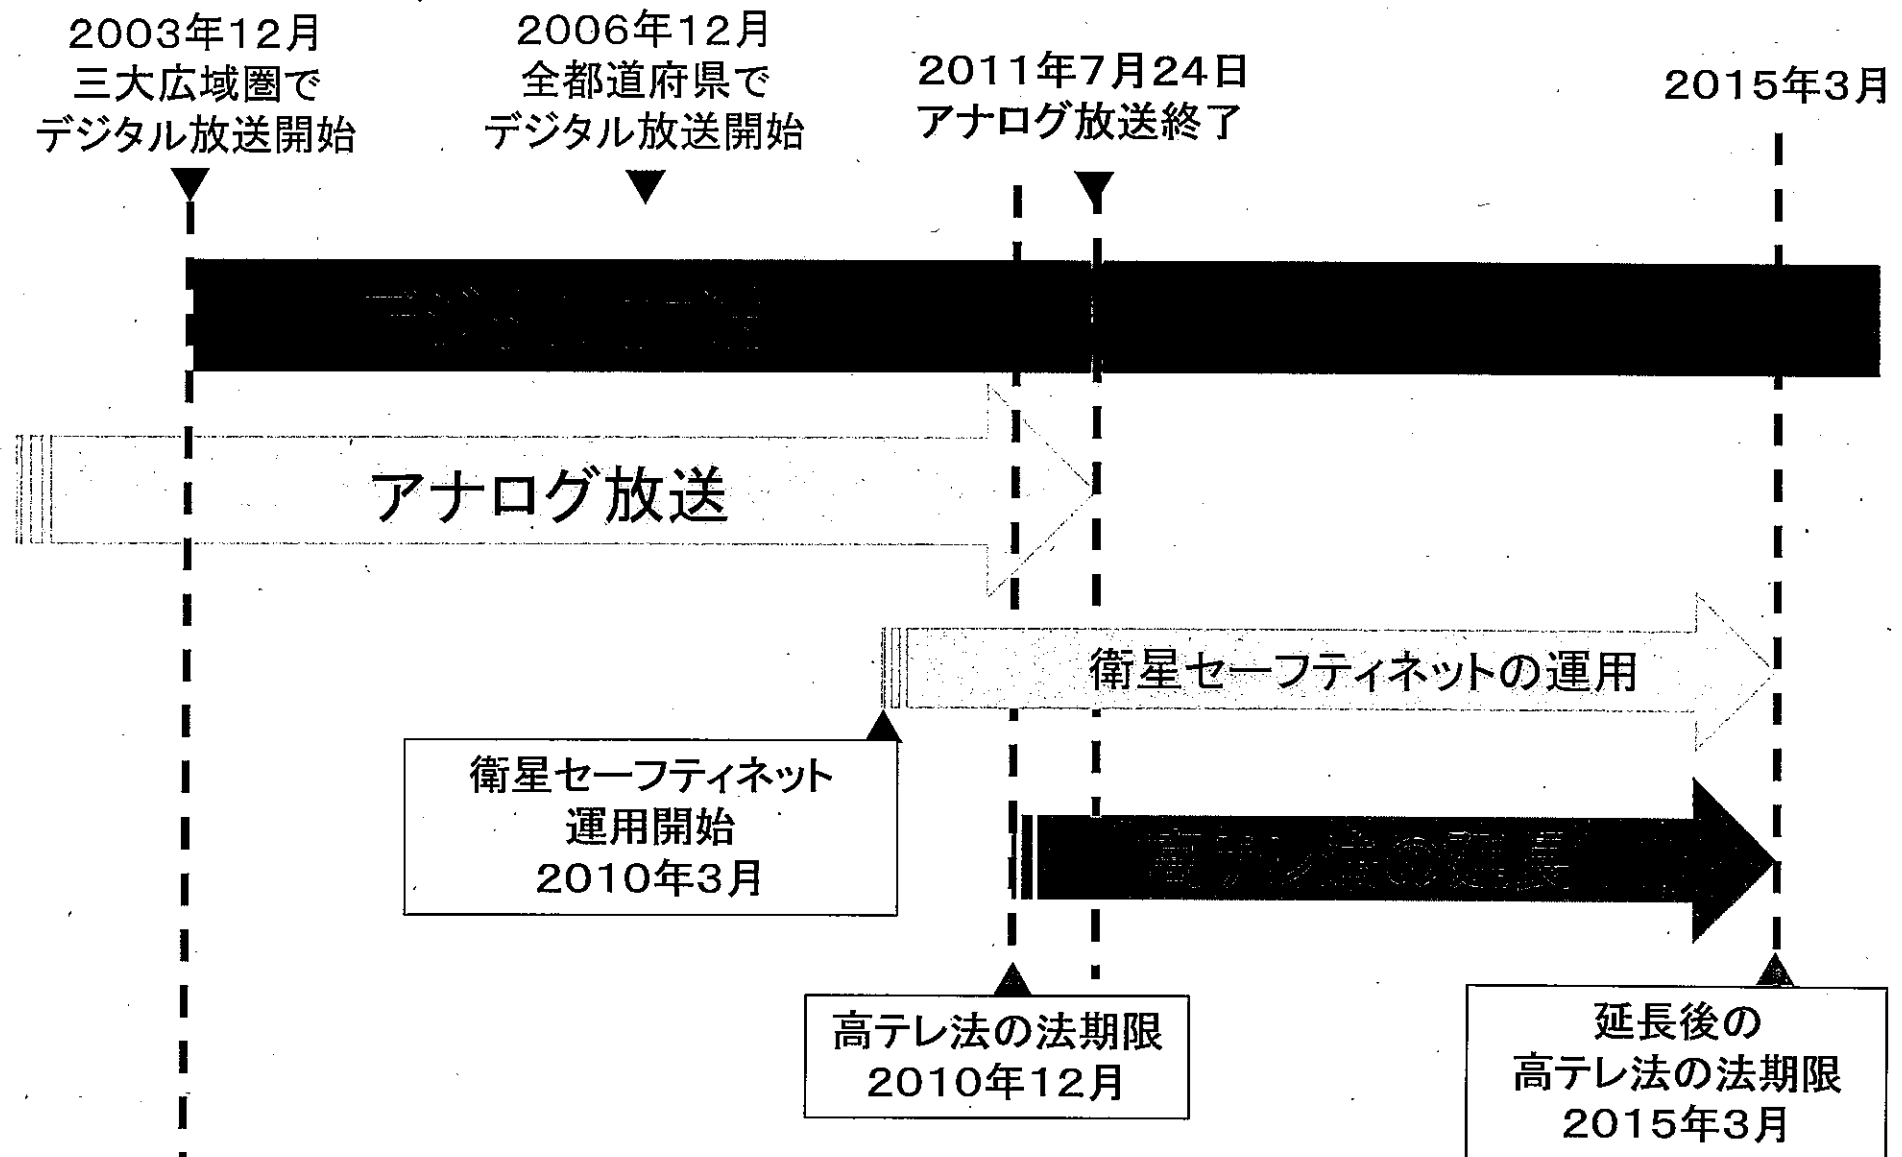 2003年12月
三大広域圏で
デジタル放送開始
2006年12月
全都道府県で
デジタル放送開始
2011年7月24日
アナログ放送終了
2015年3月
アナログ放送
衛星セーフティネットの運用
衛星セーフティネット
運用開始
2010年3月
高テレ法の延長
高テレ法の法期限
2010年12月
延長後の
高テレ法の法期限
2015年3月